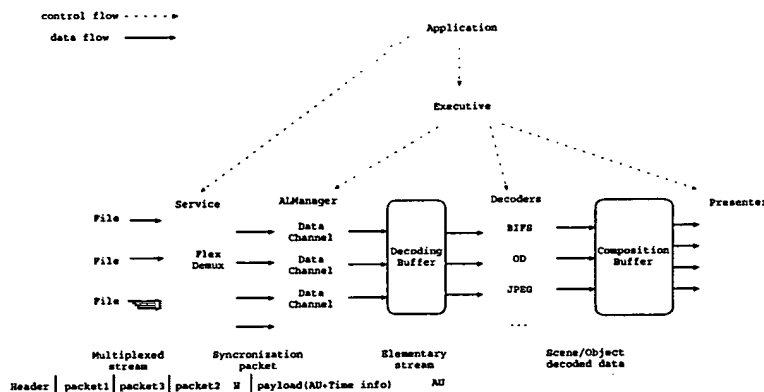 control flow
data flow
Application
Executive
Service
ALManager
Decoders
Presenter
File
File
File
Flex
Demux
Data
Channel
Data
Channel
Data
Channel
Decoding
Buffer
BIFS
OD
JPEG
...
Composition
Buffer
Multiplexed
stream
Syncronization
packet
Elementary
stream
Scene/Object
decoded data
Header packet1 packet3 packet2 H payload(AU+Time info) AU